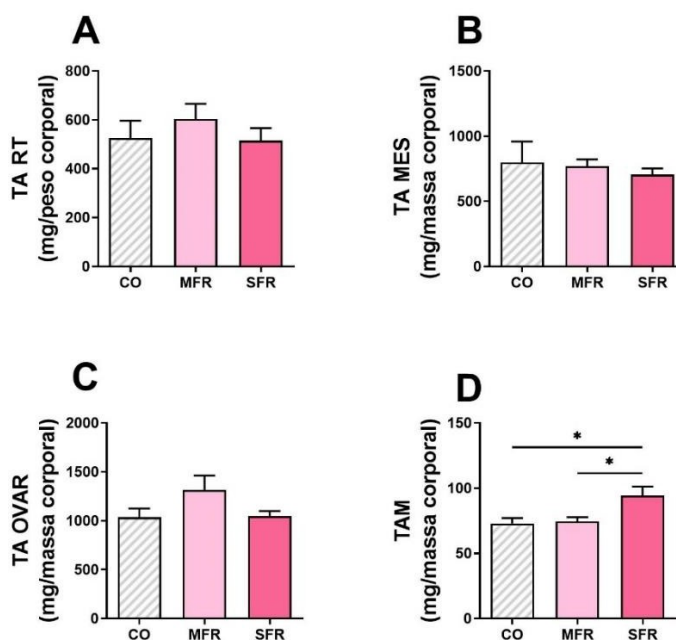 A
TA RT
(mg/peso corporal)
800
600
400
200
0
CO MFR SFR
B
TA MES
(mg/massa corporal)
1500
1000
500
0
CO MFR SFR
C
TA OVAR
(mg/massa corporal)
2000
1500
1000
500
0
CO MFR SFR
D
TAM
(mg/massa corporal)
150
100
50
0
*
*
CO MFR SFR